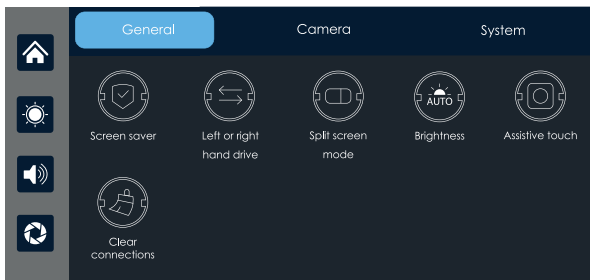 General
Camera
System
AUTO
Screen saver
Left or right
hand drive
Split screen
mode
Brightness
Assistive touch
Clear
connections